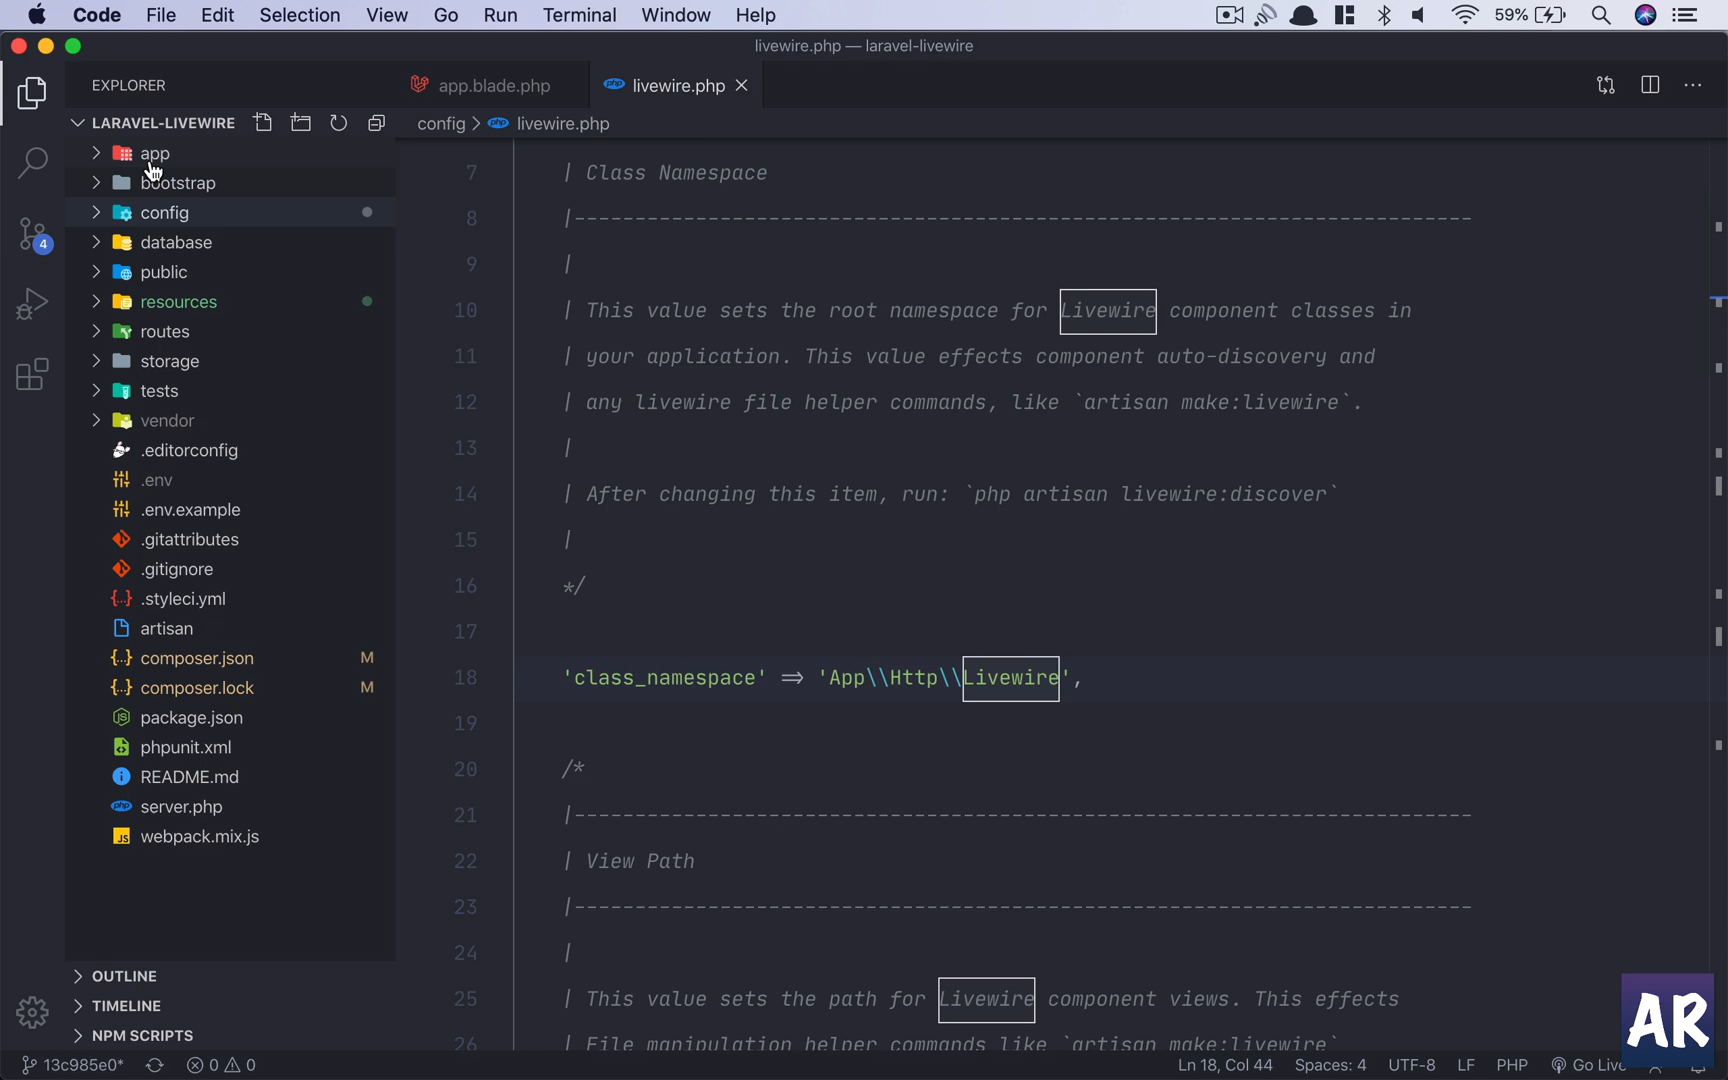 Code File Edit Selection View Go Run Terminal Window Help 59%
livewire.php — laravel-livewire
EXPLORER
app.blade.php
php livewire.php
LARAVEL-LIVEWIRE
config > php livewire.php
app
bootstrap
config
database
public
resources
routes
storage
tests
vendor
.editorconfig
.env
.env.example
.gitattributes
.gitignore
{...} .styleci.yml
artisan
{...} composer.json M
{...} composer.lock M
package.json
phpunit.xml
README.md
php server.php
JS webpack.mix.js
OUTLINE
TIMELINE
NPM SCRIPTS
4
7 | Class Namespace
8 |--------------------------------------------------------------------------
9 |
10 | This value sets the root namespace for Livewire component classes in
11 | your application. This value effects component auto-discovery and
12 | any livewire file helper commands, like `artisan make:livewire`.
13 |
14 | After changing this item, run: `php artisan livewire:discover`
15 |
16 */
17
18 'class_namespace' => 'App\\Http\\Livewire',
19
20 /*
21 |--------------------------------------------------------------------------
22 | View Path
23 |--------------------------------------------------------------------------
24 |
25 | This value sets the path for Livewire component views. This effects
26 | File manipulation helper commands like `artisan make:livewire`
AR
13c985e0* 0 0 Ln 18, Col 44 Spaces: 4 UTF-8 LF PHP Go Live